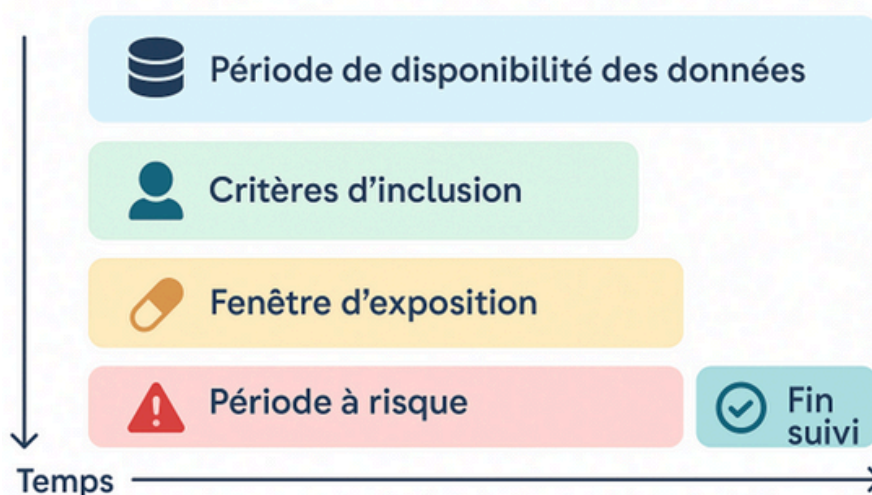 Période de disponibilité des données
Critères d’inclusion
Fenêtre d’exposition
Période à risque
Fin
suivi
Temps